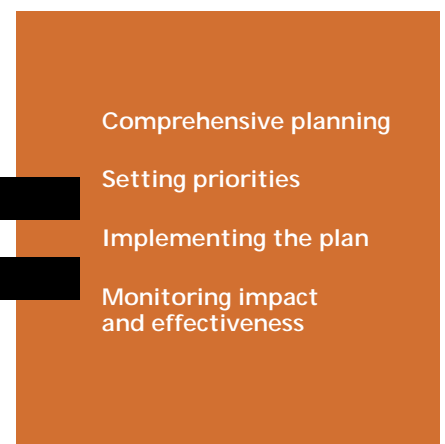 Comprehensive planning
Setting priorities
Implementing the plan
Monitoring impact
and effectiveness